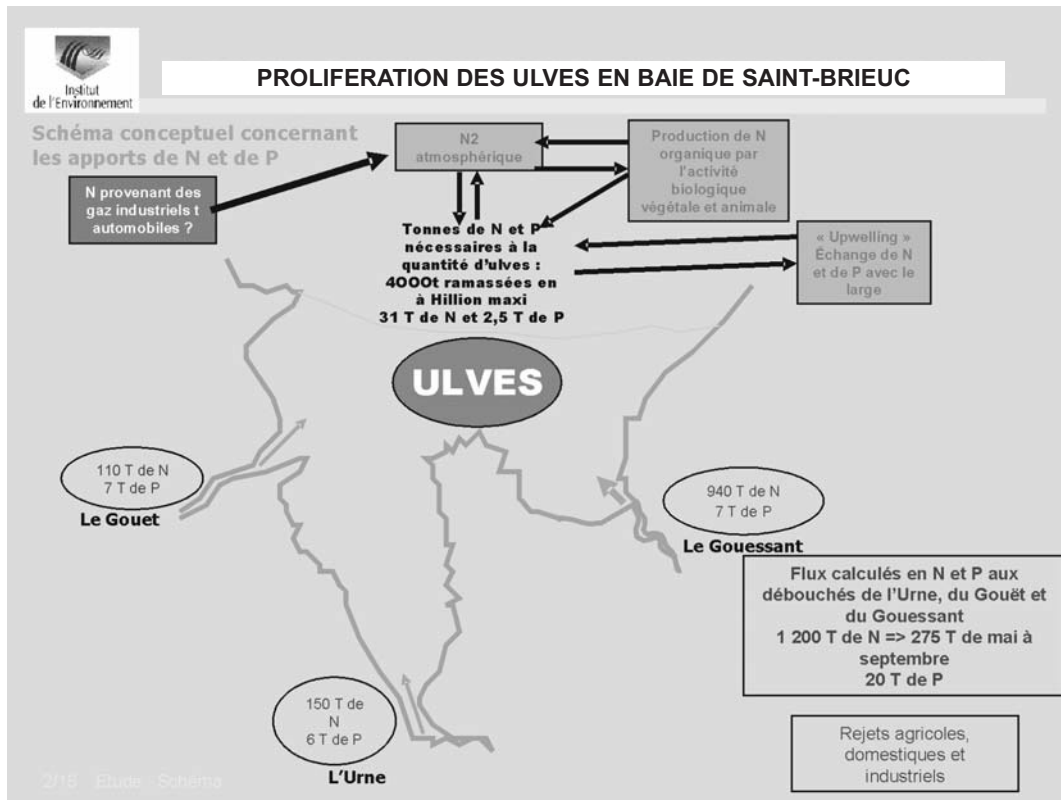 Institut
de l'Environnement
PROLIFERATION DES ULVES EN BAIE DE SAINT-BRIEUC
Schéma conceptuel concernant
les apports de N et de P
N2
atmosphérique
Production de N
organique par
l'activité
biologique
végétale et animale
N provenant des
gaz industriels t
automobiles ?
Tonnes de N et P
nécessaires à la
quantité d'ulves :
4OOOt ramassées en
à Hillion maxi
31 T de N et 2,5 T de P
« Upwelling »
Échange de N
et de P avec le
large
ULVES
110 T de N
7 T de P
Le Gouet
940 T de N
7 T de P
Le Gouessant
Flux calculés en N et P aux
débouchés de l'Urne, du Gouët et
du Gouessant
1 200 T de N => 275 T de mai à
septembre
20 T de P
150 T de
N
6 T de P
L'Urne
Rejets agricoles,
domestiques et
industriels
2/16 Etude Schéma